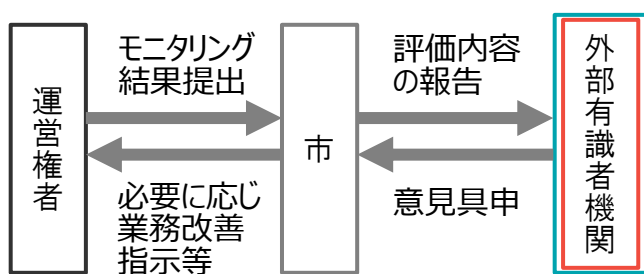 運営権者
モニタリング
結果提出
必要に応じ
業務改善
指示等
市
評価内容
の報告
意見具申
外部有識者機関